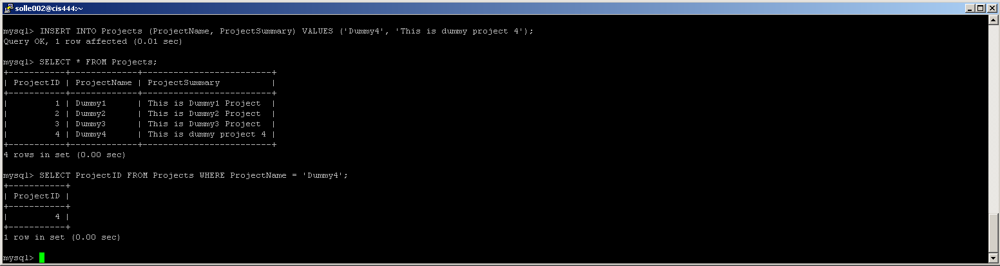 solle002@cis444:~
mysql> INSERT INTO Projects (ProjectName, ProjectSummary) VALUES ('Dummy4', 'This is dummy project 4');
Query OK, 1 row affected (0.01 sec)
mysql> SELECT * FROM Projects;
+-----------+-------------+-------------------------+
| ProjectID | ProjectName | ProjectSummary          |
+-----------+-------------+-------------------------+
|         1 | Dummy1      | This is Dummy1 Project  |
|         2 | Dummy2      | This is Dummy2 Project  |
|         3 | Dummy3      | This is Dummy3 Project  |
|         4 | Dummy4      | This is dummy project 4 |
+-----------+-------------+-------------------------+
4 rows in set (0.00 sec)
mysql> SELECT ProjectID FROM Projects WHERE ProjectName = 'Dummy4';
+-----------+
| ProjectID |
+-----------+
|         4 |
+-----------+
1 row in set (0.00 sec)
mysql>